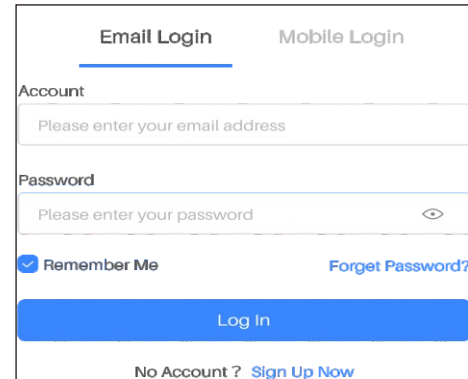 Email Login Mobile Login
Account
Please enter your email address
Password
Please enter your password
Remember Me Forget Password?
Log In
No Account ? Sign Up Now